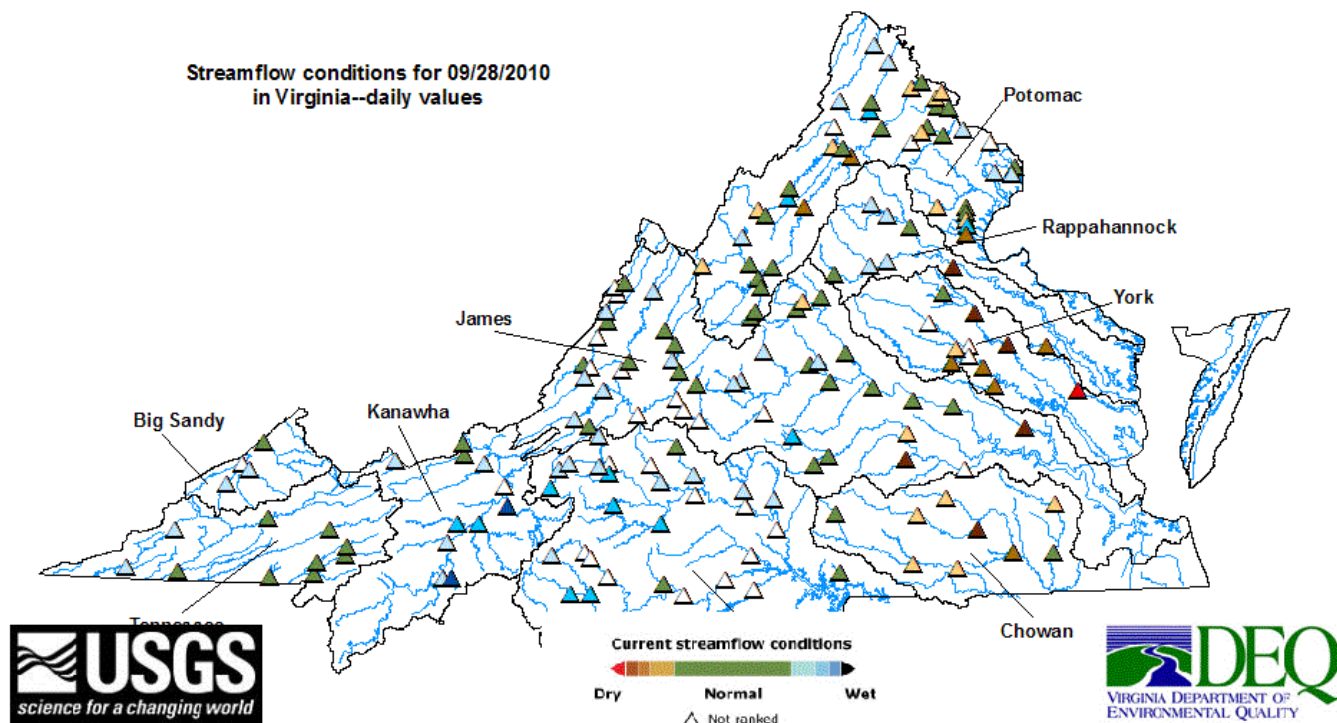 Streamflow conditions for 09/28/2010
in Virginia--daily values
Potomac
Rappahannock
York
James
Kanawha
Big Sandy
Tennessee
Chowan
USGS
science for a changing world
Current streamflow conditions
Dry Normal Wet
Not ranked
DEQ
VIRGINIA DEPARTMENT OF
ENVIRONMENTAL QUALITY